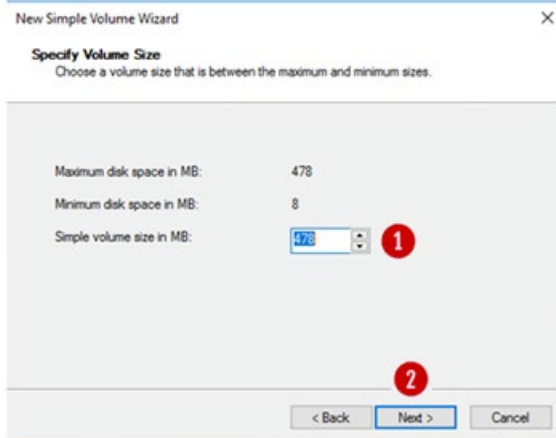 New Simple Volume Wizard
Specify Volume Size
Choose a volume size that is between the maximum and minimum sizes.
Maximum disk space in MB: 478
Minimum disk space in MB: 8
Simple volume size in MB: 478 1
2
< Back Next > Cancel